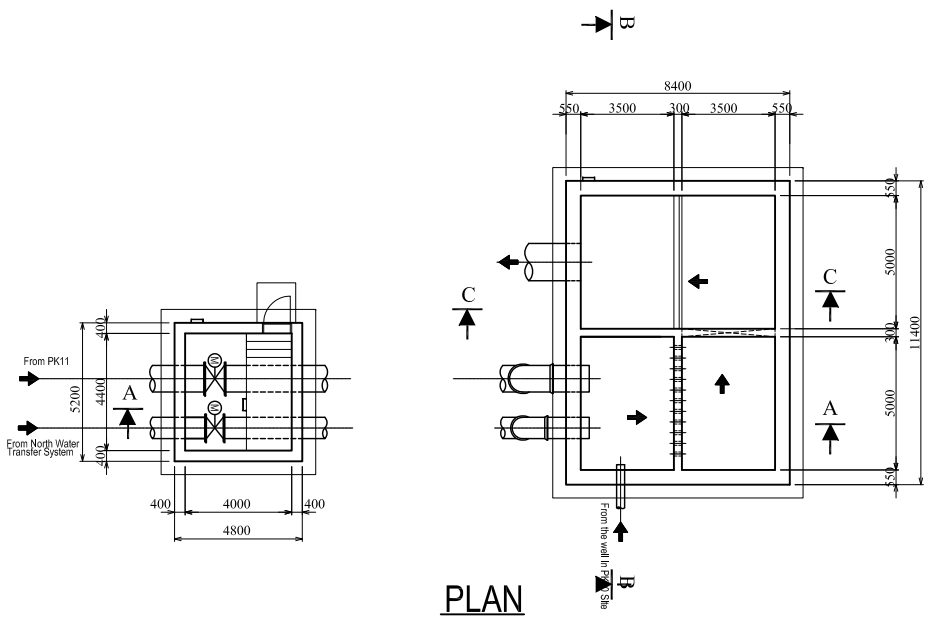 B
8400
550 3500 300 3500 550
550
5000
C
C
300
11400
400
From PK11
A
5200
4400
M
M
5000
A
From North Water
Transfer System
400
550
400 4000 400
4800
From the well In
Site
B
PLAN